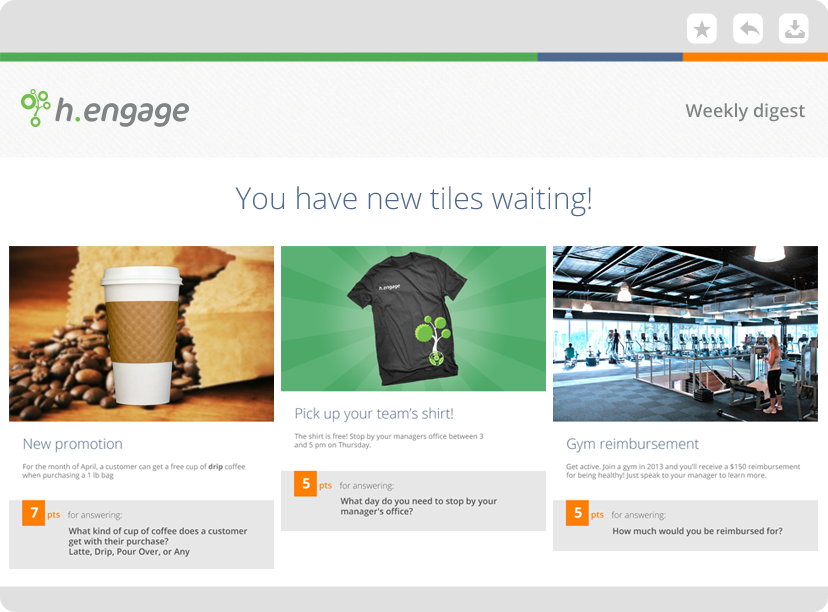 h.engage
Weekly digest
You have new tiles waiting!
h.engage
New promotion
For the month of April, a customer can get a free cup of drip coffee
when purchasing a 1 lb bag
7 pts for answering:
What kind of cup of coffee does a customer
get with their purchase?
Latte, Drip, Pour Over, or Any
Pick up your team's shirt!
The shirt is free! Stop by your managers office between 3
and 5 pm on Thursday.
5 pts for answering:
What day do you need to stop by your
manager's office?
Gym reimbursement
Get active. Join a gym in 2013 and you'll receive a $150 reimbursement
for being healthy! Just speak to your manager to learn more.
5 pts for answering:
How much would you be reimbursed for?